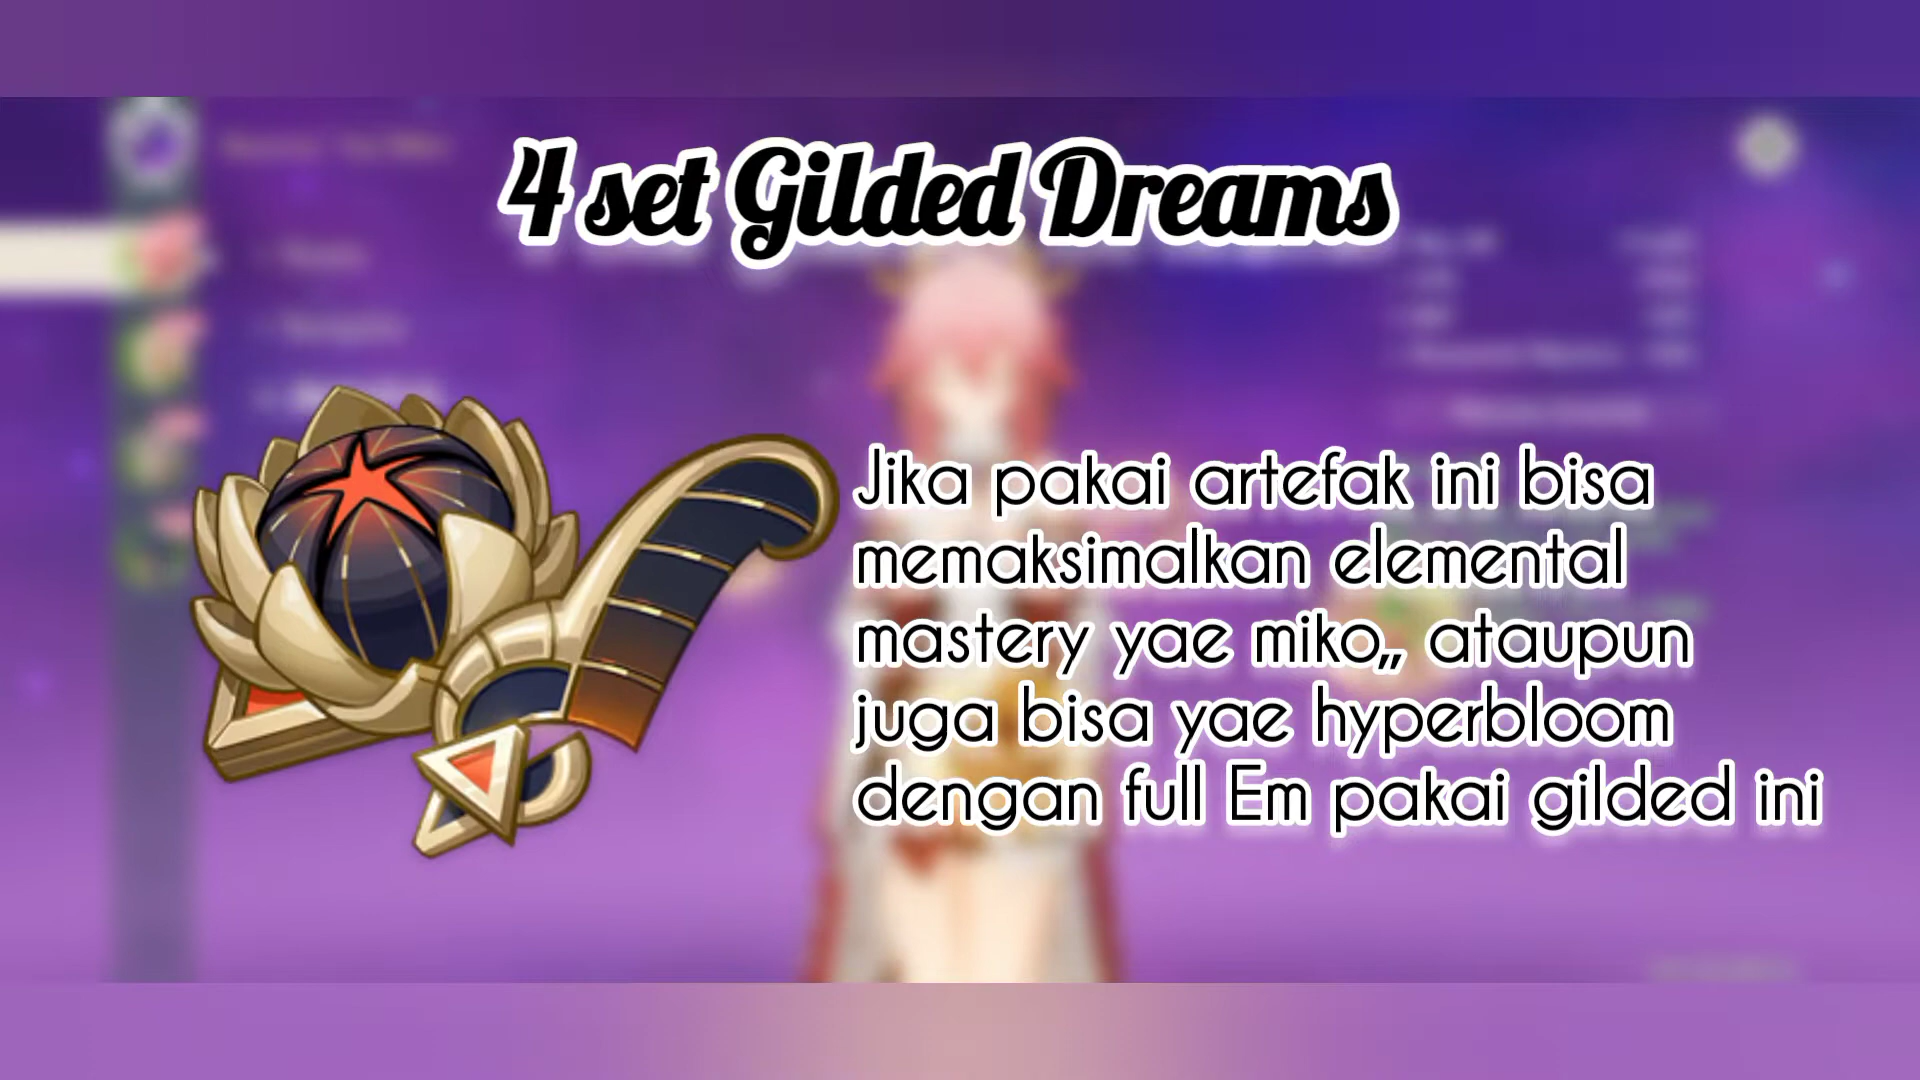 4 set Gilded Dreams
Jika pakai artefak ini bisa
memaksimalkan elemental
mastery yae miko,, ataupun
juga bisa yae hyperbloom
dengan full Em pakai gilded ini